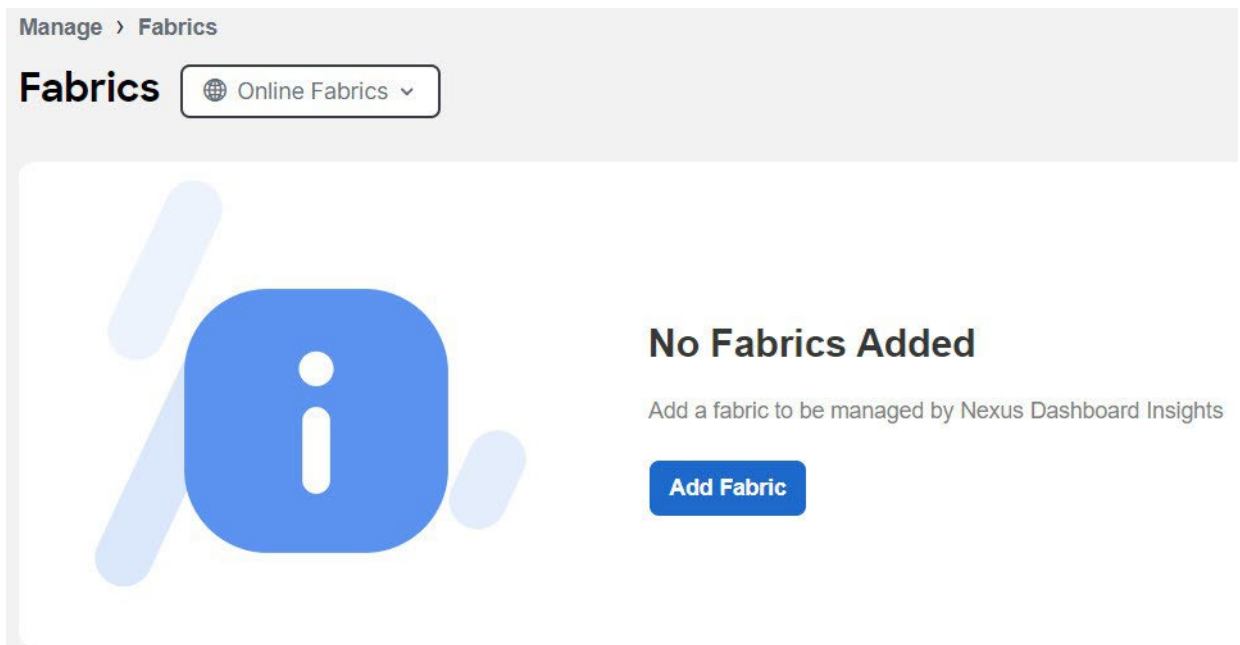 Manage › Fabrics
Fabrics Online Fabrics
No Fabrics Added
Add a fabric to be managed by Nexus Dashboard Insights
Add Fabric